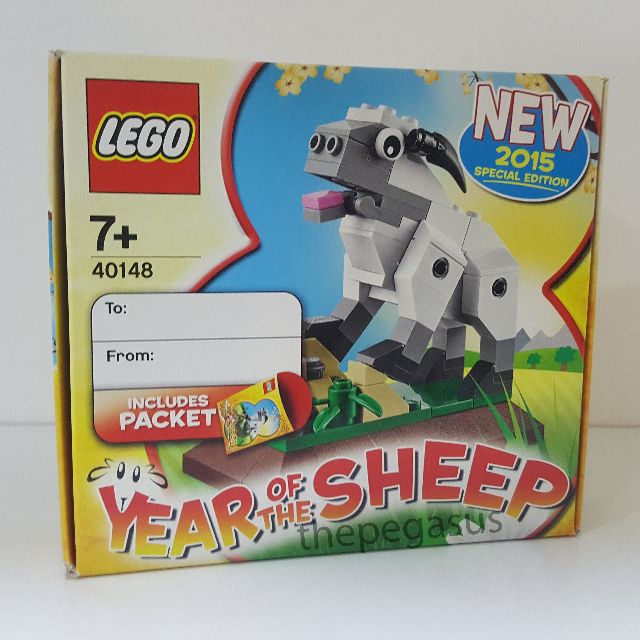 LEGO
7+
40148
NEW
2015
SPECIAL EDITION
To:
From:
INCLUDES
PACKET
YEAR OF THE SHEEP
thepegasus